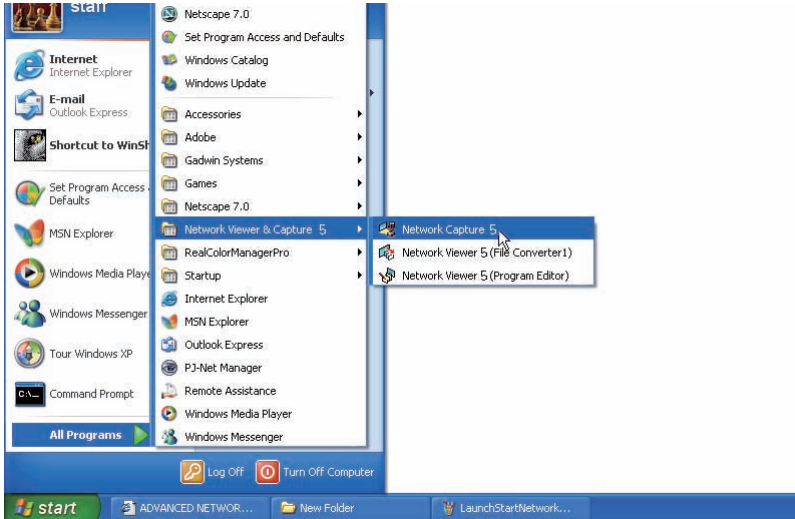 staff
Internet
Internet Explorer
E-mail
Outlook Express
Shortcut to WinSh
Set Program Access
Defaults
MSN Explorer
Windows Media Playe
Windows Messenger
Tour Windows XP
C:\_
Command Prompt
All Programs
Netscape 7.0
Set Program Access and Defaults
Windows Catalog
Windows Update
Accessories
Adobe
Gadwin Systems
Games
Netscape 7.0
Network Viewer & Capture 5
RealColorManagerPro
Startup
Internet Explorer
MSN Explorer
Outlook Express
PJ-Net Manager
Remote Assistance
Windows Media Player
Windows Messenger
Network Capture 5
Network Viewer 5 (File Converter1)
Network Viewer 5 (Program Editor)
Log Off
Turn Off Computer
start
ADVANCED NETWOR...
New Folder
LaunchStartNetwork...